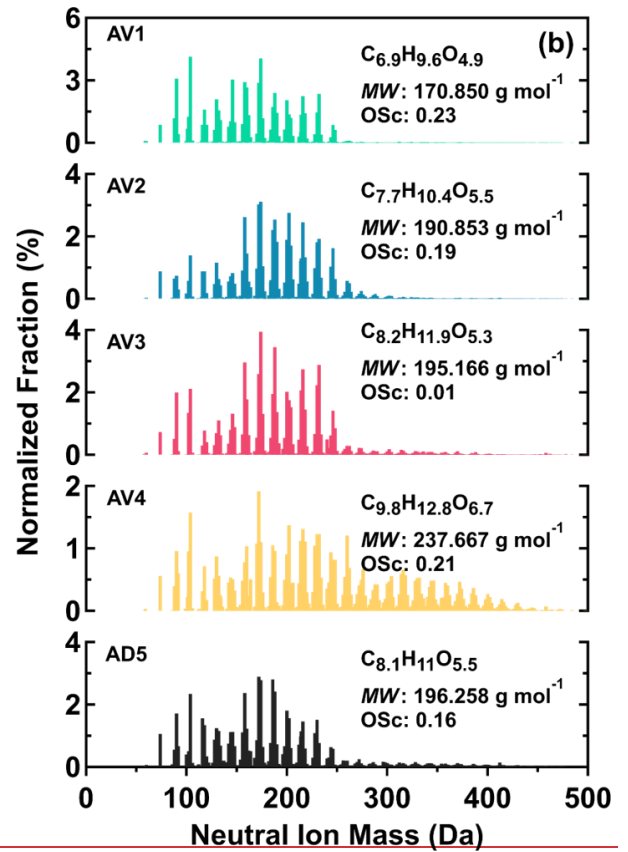 (b)
Normalized Fraction (%)
AV1
C6.9H9.6O4.9
MW: 170.850 g mol-1
OSc: 0.23
6
3
0
AV2
C7.7H10.4O5.5
MW: 190.853 g mol-1
OSc: 0.19
4
2
0
AV3
C8.2H11.9O5.3
MW: 195.166 g mol-1
OSc: 0.01
4
2
0
AV4
C9.8H12.8O6.7
MW: 237.667 g mol-1
OSc: 0.21
2
1
0
AD5
C8.1H11O5.5
MW: 196.258 g mol-1
OSc: 0.16
4
2
0
0 100 200 300 400 500
Neutral Ion Mass (Da)